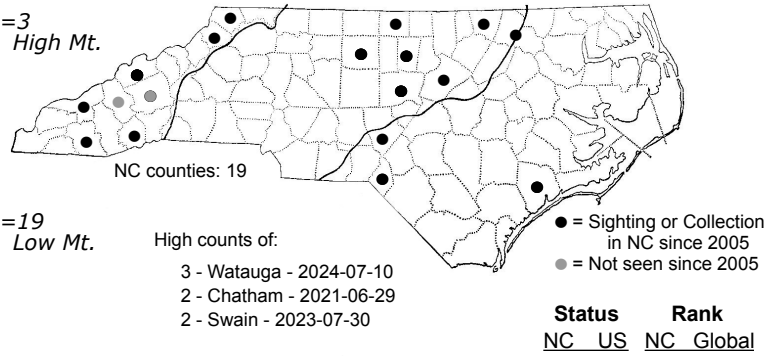 =3
High Mt.
NC counties: 19
=19
Low Mt.
High counts of:
3 - Watauga - 2024-07-10
2 - Chatham - 2021-06-29
2 - Swain - 2023-07-30
= Sighting or Collection
in NC since 2005
= Not seen since 2005
Status Rank
NC US NC Global